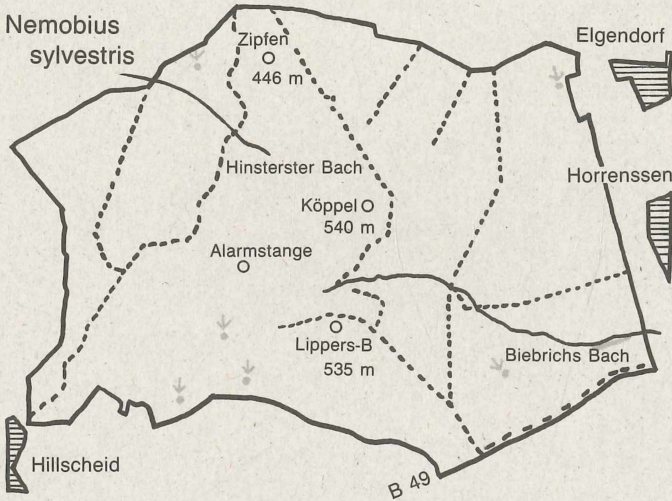 Nemobius
sylvestris
Zipfen
446 m
Elgendorf
Hinsterster Bach
Horrenssen
Köppel
540 m
Alarmstange
Lippers-B
535 m
Biebrichs Bach
Hillscheid
B 49